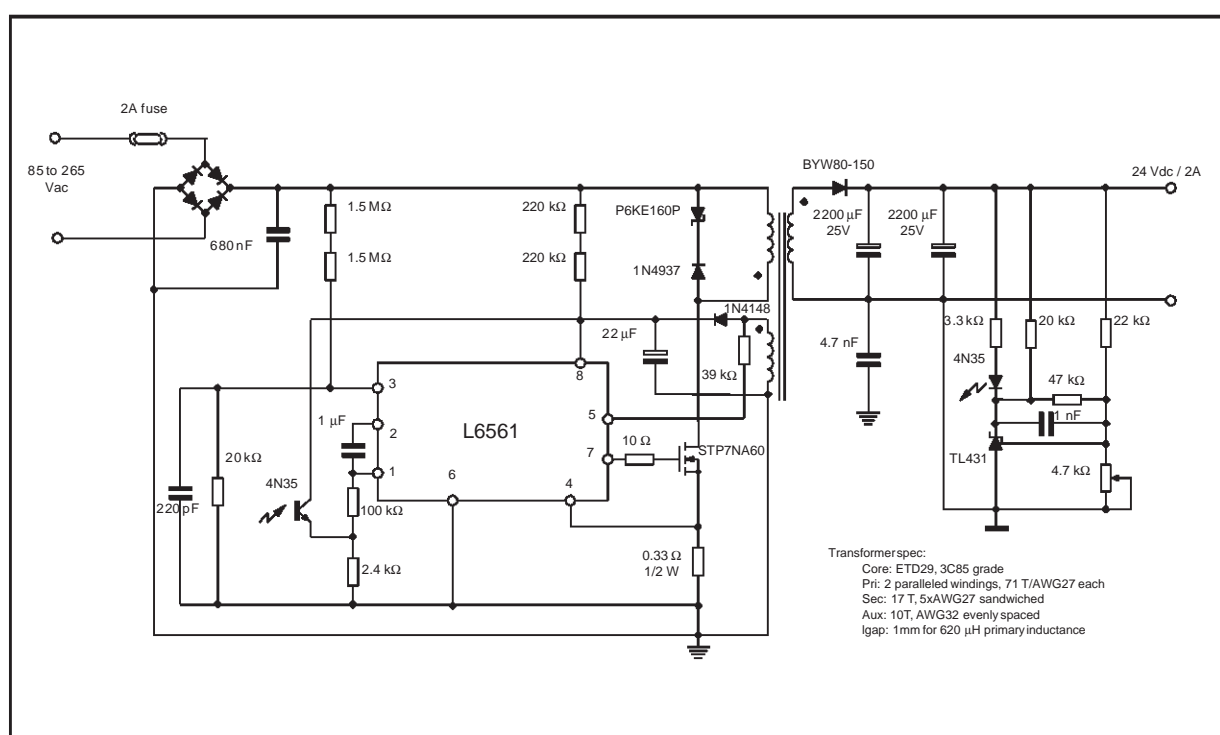 2A fuse
85 to 265
Vac
680 nF
1.5 MΩ
1.5 MΩ
220 kΩ
220 kΩ
P6KE160P
1N4937
BYW80-150
2200 µF
25V
2200 µF
25V
24 Vdc / 2A
1N4148
22 µF
39 kΩ
4.7 nF
3.3 kΩ
20 kΩ
22 kΩ
4N35
47 kΩ
1 nF
TL431
4.7 kΩ
3
8
1 µF
2
5
L6561
10 Ω
7
STP7NA60
1
6
4
20 kΩ
220 pF
4N35
100 kΩ
2.4 kΩ
0.33 Ω
1/2 W
Transformer spec:
Core: ETD29, 3C85 grade
Pri: 2 paralleled windings, 71 T/AWG27 each
Sec: 17 T, 5xAWG27 sandwiched
Aux: 10T, AWG32 evenly spaced
lgap: 1mm for 620 µH primary inductance